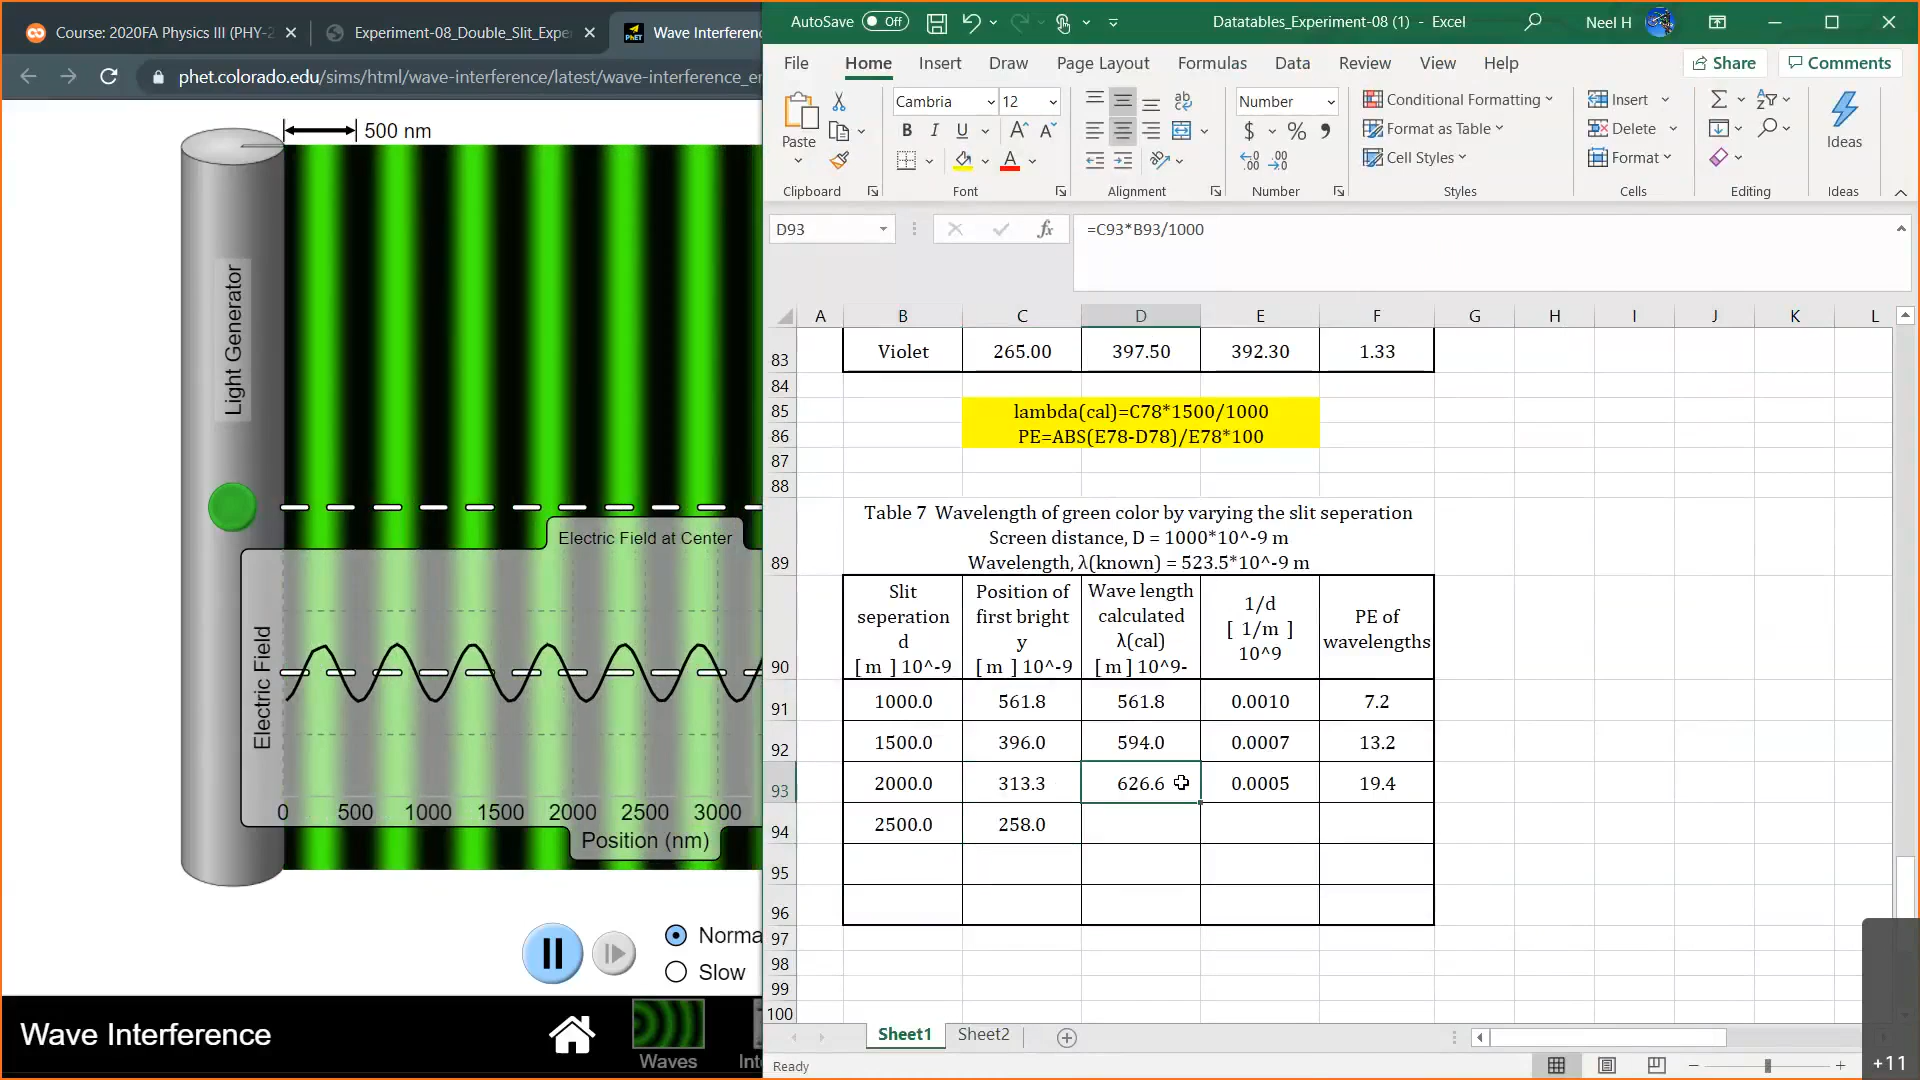 Course: 2020FA Physics III (PHY-2
Experiment-08_Double_Slit_Expe
Wave Interferenc
phet.colorado.edu/sims/html/wave-interference/latest/wave-interference_e
500 nm
Light Generator
Electric Field at Center
Electric Field
0 500 1000 1500 2000 2500 3000
Position (nm)
Norma
Slow
Wave Interference
Waves
Int
AutoSave Off
Datatables_Experiment-08 (1) - Excel
Neel H
File Home Insert Draw Page Layout Formulas Data Review View Help
Share Comments
Paste
Clipboard
Cambria 12
B I U A A
A
Font
ab
Alignment
Number
$ % ,
Number
Conditional Formatting
Format as Table
Cell Styles
Styles
Insert
Delete
Format
Cells
Editing
Ideas
Ideas
D93
fx
=C93*B93/1000
A B C D E F G H I J K L
83 Violet 265.00 397.50 392.30 1.33
84
85 lambda(cal)=C78*1500/1000
86 PE=ABS(E78-D78)/E78*100
87
88
Table 7 Wavelength of green color by varying the slit seperation
Screen distance, D = 1000*10^-9 m
89 Wavelength, λ(known) = 523.5*10^-9 m
Slit seperation d [ m ] 10^-9
Position of first bright y [ m ] 10^-9
Wave length calculated λ(cal) [ m ] 10^9-
1/d [ 1/m ] 10^9
PE of wavelengths
90
91 1000.0 561.8 561.8 0.0010 7.2
92 1500.0 396.0 594.0 0.0007 13.2
93 2000.0 313.3 626.6 0.0005 19.4
94 2500.0 258.0
95
96
97
98
99
100
Sheet1 Sheet2
Ready
+11